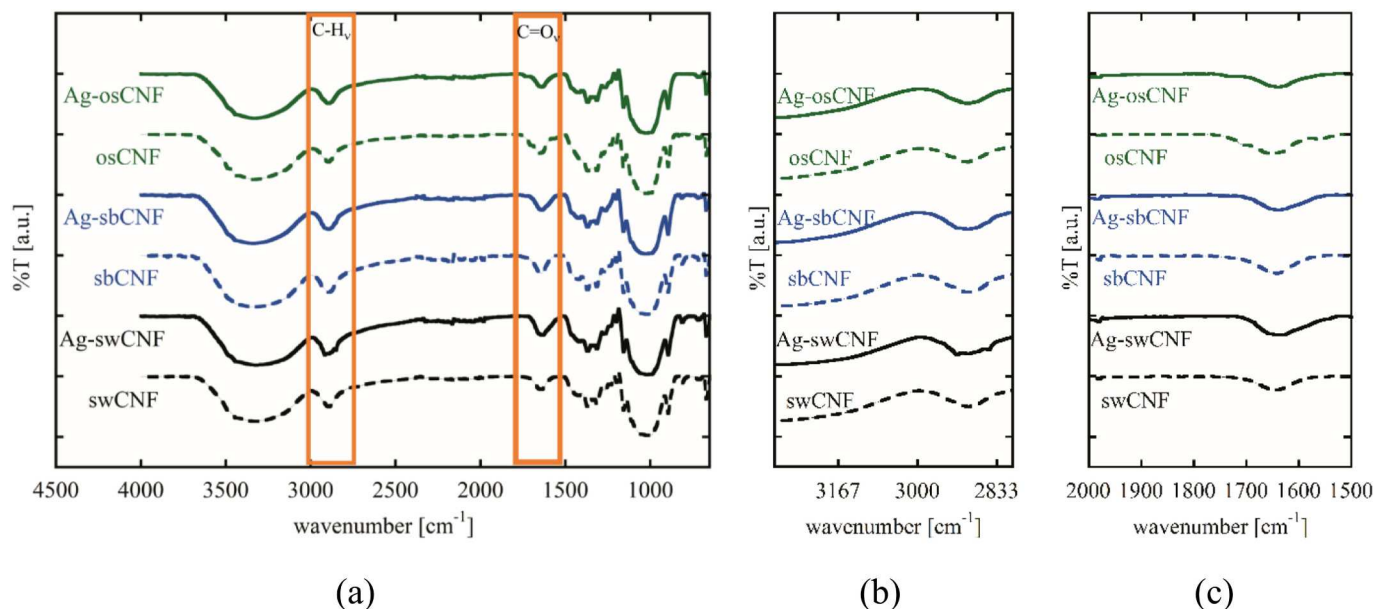 C-Hᵥ
C=Oᵥ
Ag-osCNF
osCNF
Ag-sbCNF
sbCNF
Ag-swCNF
swCNF
%T [a.u.]
4500 4000 3500 3000 2500 2000 1500 1000
wavenumber [cm⁻¹]
(a)
Ag-osCNF
osCNF
Ag-sbCNF
sbCNF
Ag-swCNF
swCNF
%T [a.u.]
3167 3000 2833
wavenumber [cm⁻¹]
(b)
Ag-osCNF
osCNF
Ag-sbCNF
sbCNF
Ag-swCNF
swCNF
%T [a.u.]
2000 1900 1800 1700 1600 1500
wavenumber [cm⁻¹]
(c)